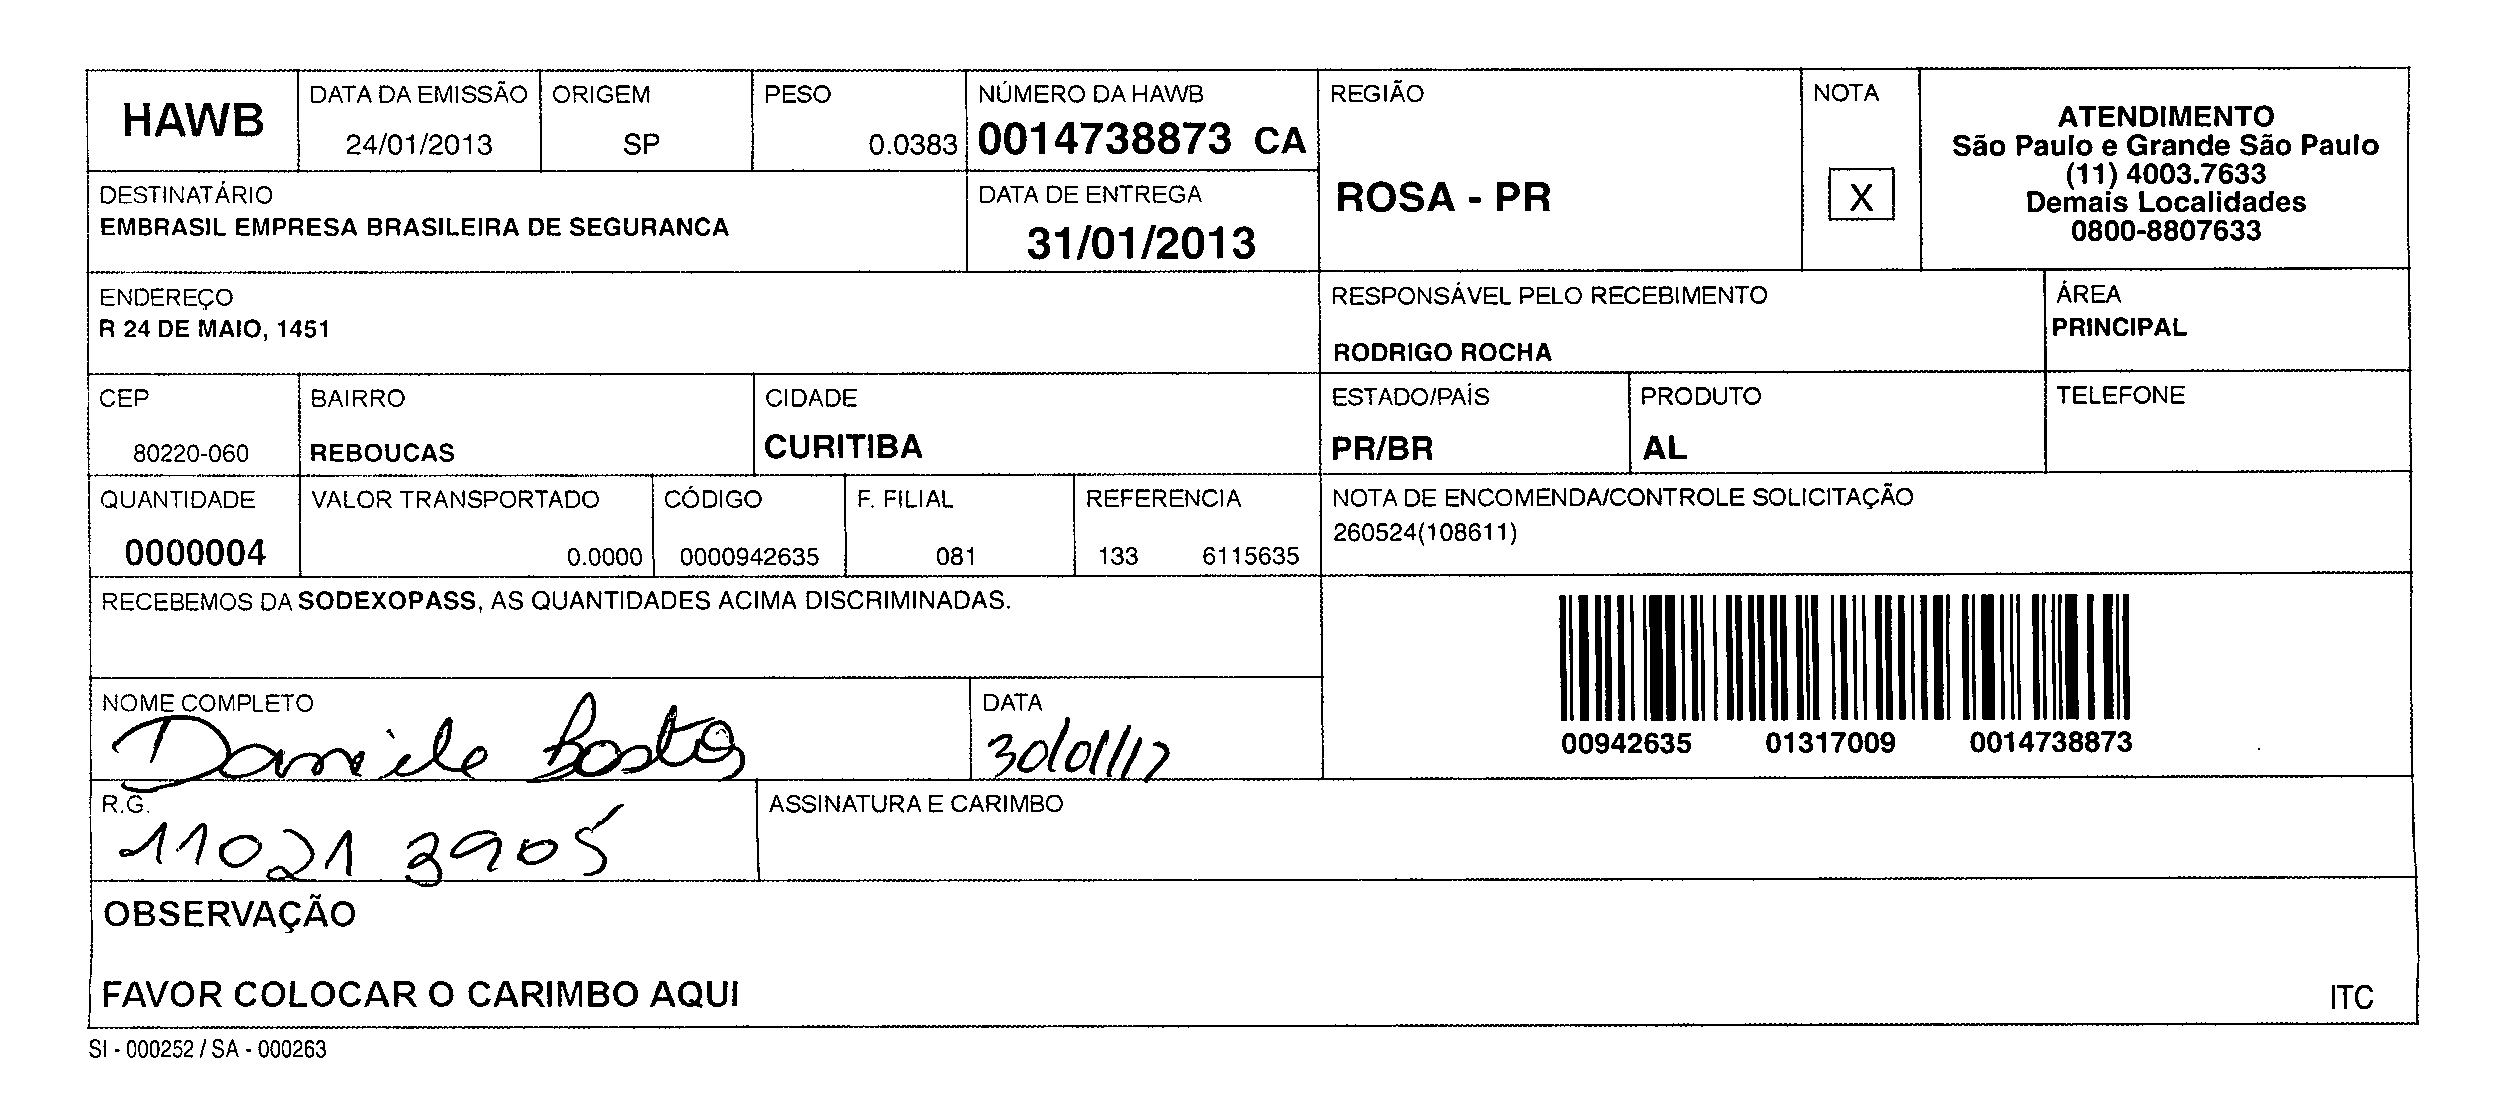 HAWB
DATA DA EMISSÃO
24/01/2013
ORIGEM
SP
PESO
0.0383
NÚMERO DA HAWB
0014738873 CA
REGIÃO
ROSA - PR
NOTA
X
ATENDIMENTO
São Paulo e Grande São Paulo
(11) 4003.7633
Demais Localidades
0800-8807633
DESTINATÁRIO
EMBRASIL EMPRESA BRASILEIRA DE SEGURANCA
DATA DE ENTREGA
31/01/2013
ENDEREÇO
R 24 DE MAIO, 1451
RESPONSÁVEL PELO RECEBIMENTO
RODRIGO ROCHA
ÁREA
PRINCIPAL
CEP
80220-060
BAIRRO
REBOUCAS
CIDADE
CURITIBA
ESTADO/PAÍS
PR/BR
PRODUTO
AL
TELEFONE
QUANTIDADE
0000004
VALOR TRANSPORTADO
0.0000
CÓDIGO
0000942635
F. FILIAL
081
REFERENCIA
133 6115635
NOTA DE ENCOMENDA/CONTROLE SOLICITAÇÃO
260524(108611)
RECEBEMOS DA SODEXOPASS, AS QUANTIDADES ACIMA DISCRIMINADAS.
00942635 01317009 0014738873
NOME COMPLETO
Daniele Bastos
DATA
R.G.
11021 3905
ASSINATURA E CARIMBO
OBSERVAÇÃO
FAVOR COLOCAR O CARIMBO AQUI
ITC
SI - 000252 / SA - 000263